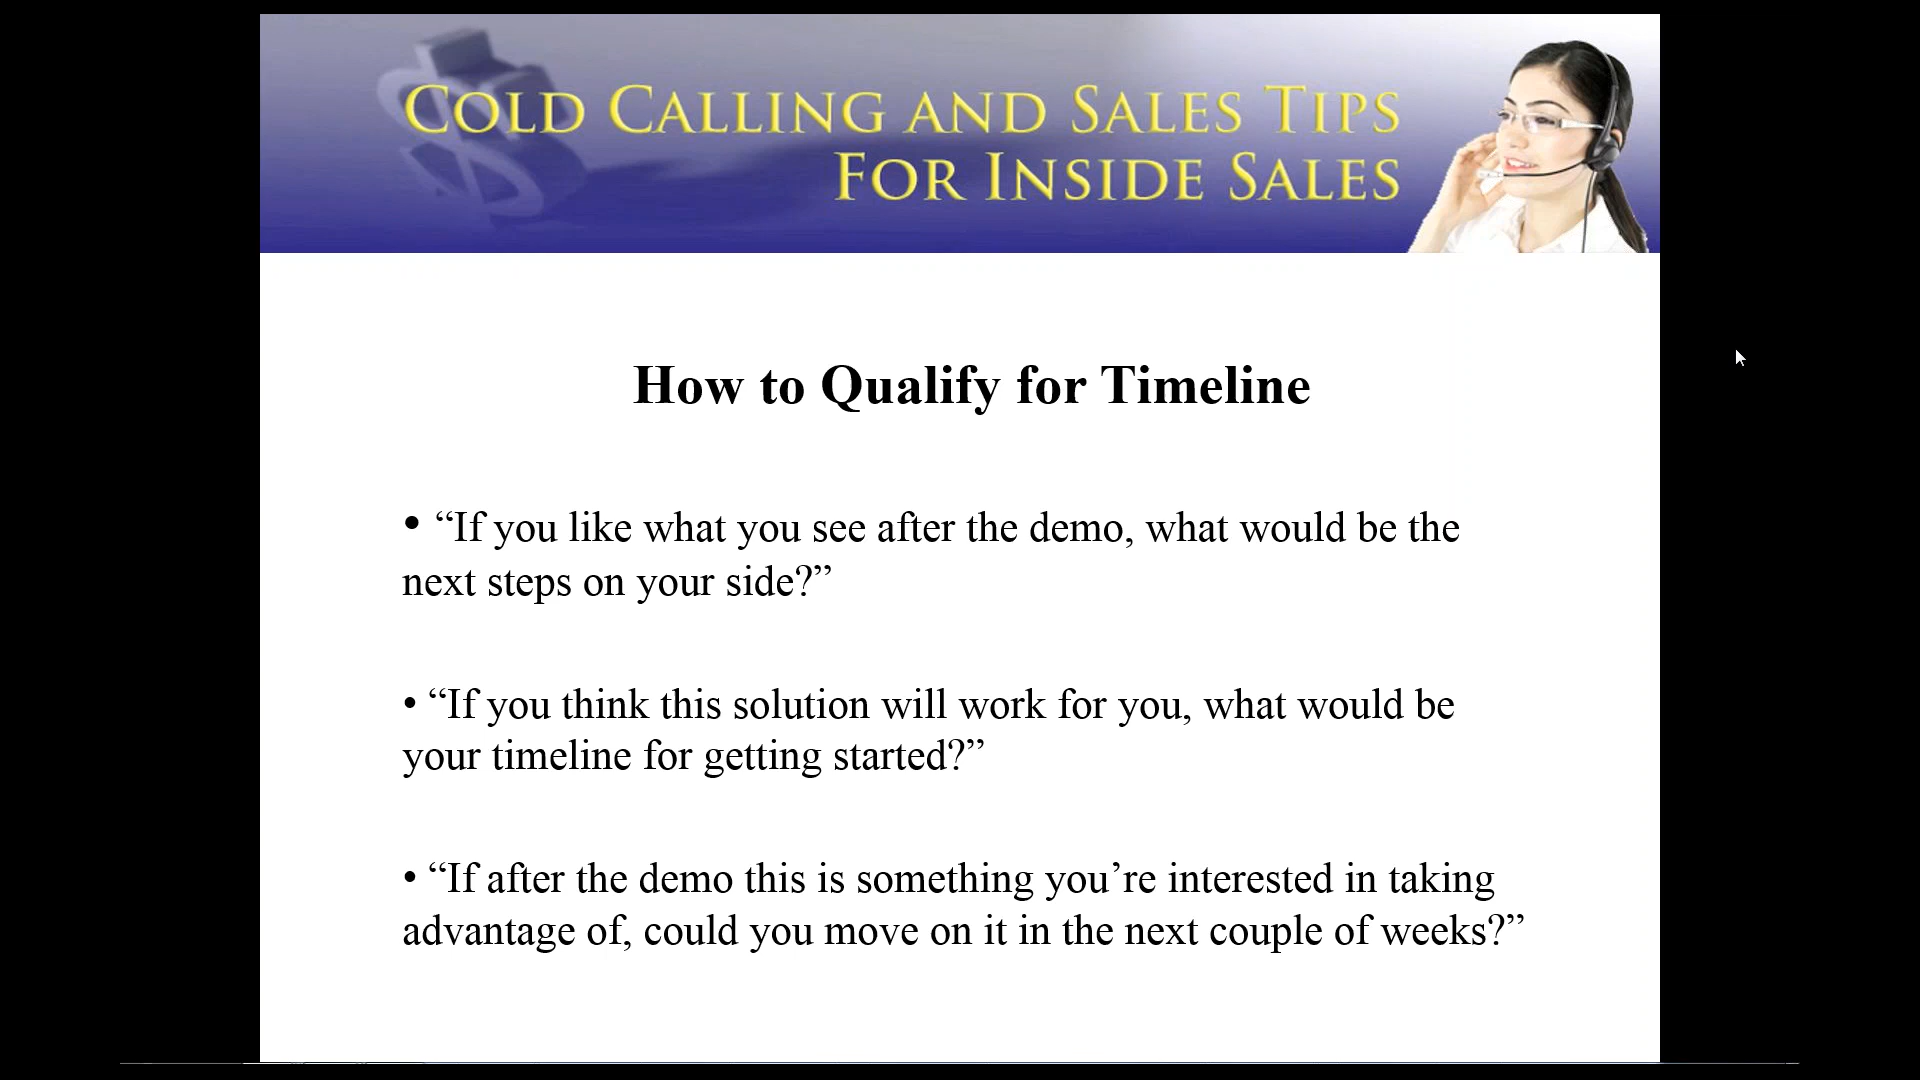 COLD CALLING AND SALES TIPS
FOR INSIDE SALES
How to Qualify for Timeline
• “If you like what you see after the demo, what would be the
next steps on your side?”
• “If you think this solution will work for you, what would be
your timeline for getting started?”
• “If after the demo this is something you’re interested in taking
advantage of, could you move on it in the next couple of weeks?”